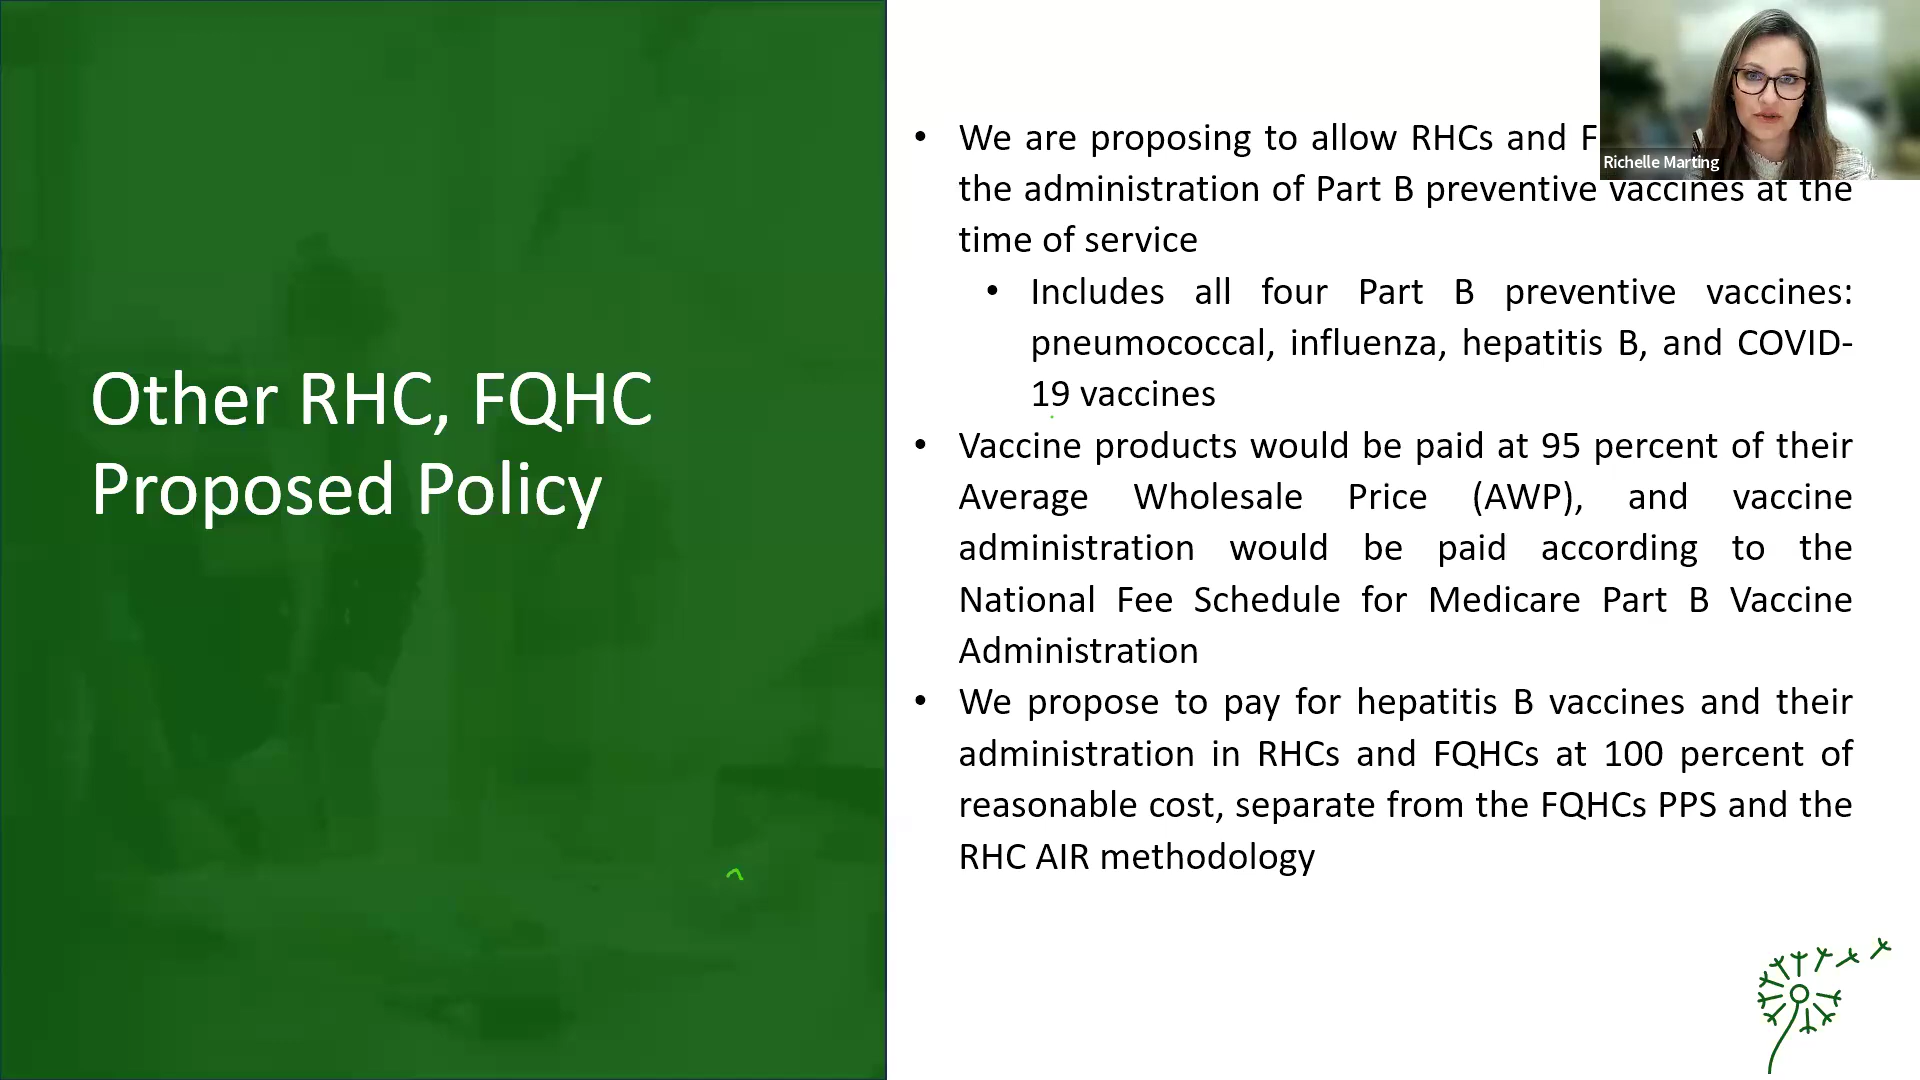 Other RHC, FQHC
Proposed Policy
• We are proposing to allow RHCs and
the administration of Part B preventive vaccines at the
time of service
• Includes all four Part B preventive vaccines:
pneumococcal, influenza, hepatitis B, and COVID-
19 vaccines
• Vaccine products would be paid at 95 percent of their
Average Wholesale Price (AWP), and vaccine
administration would be paid according to the
National Fee Schedule for Medicare Part B Vaccine
Administration
• We propose to pay for hepatitis B vaccines and their
administration in RHCs and FQHCs at 100 percent of
reasonable cost, separate from the FQHCs PPS and the
RHC AIR methodology
Richelle Marting